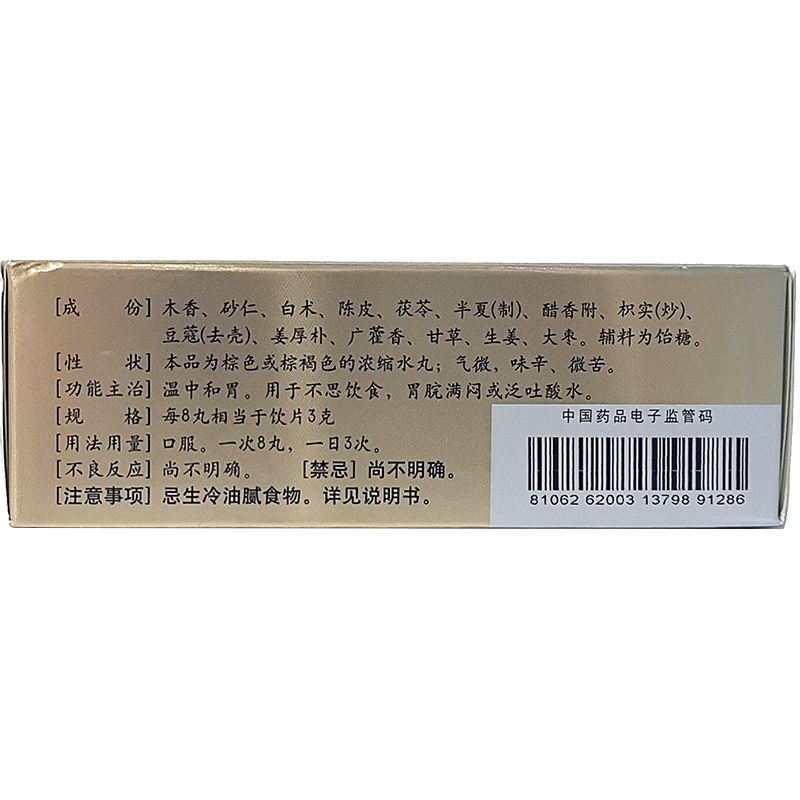 [成　　份] 木香、砂仁、白术、陈皮、茯苓、半夏(制)、醋香附、枳实(炒)、
豆蔻(去壳)、姜厚朴、广藿香、甘草、生姜、大枣。辅料为饴糖。
[性　　状] 本品为棕色或棕褐色的浓缩水丸；气微，味辛、微苦。
[功能主治] 温中和胃。用于不思饮食，胃脘满闷或泛吐酸水。
[规　　格] 每8丸相当于饮片3克
[用法用量] 口服。一次8丸，一日3次。
[不良反应] 尚不明确。 [禁忌] 尚不明确。
[注意事项] 忌生冷油腻食物。详见说明书。
中国药品电子监管码
81062 62003 13798 91286